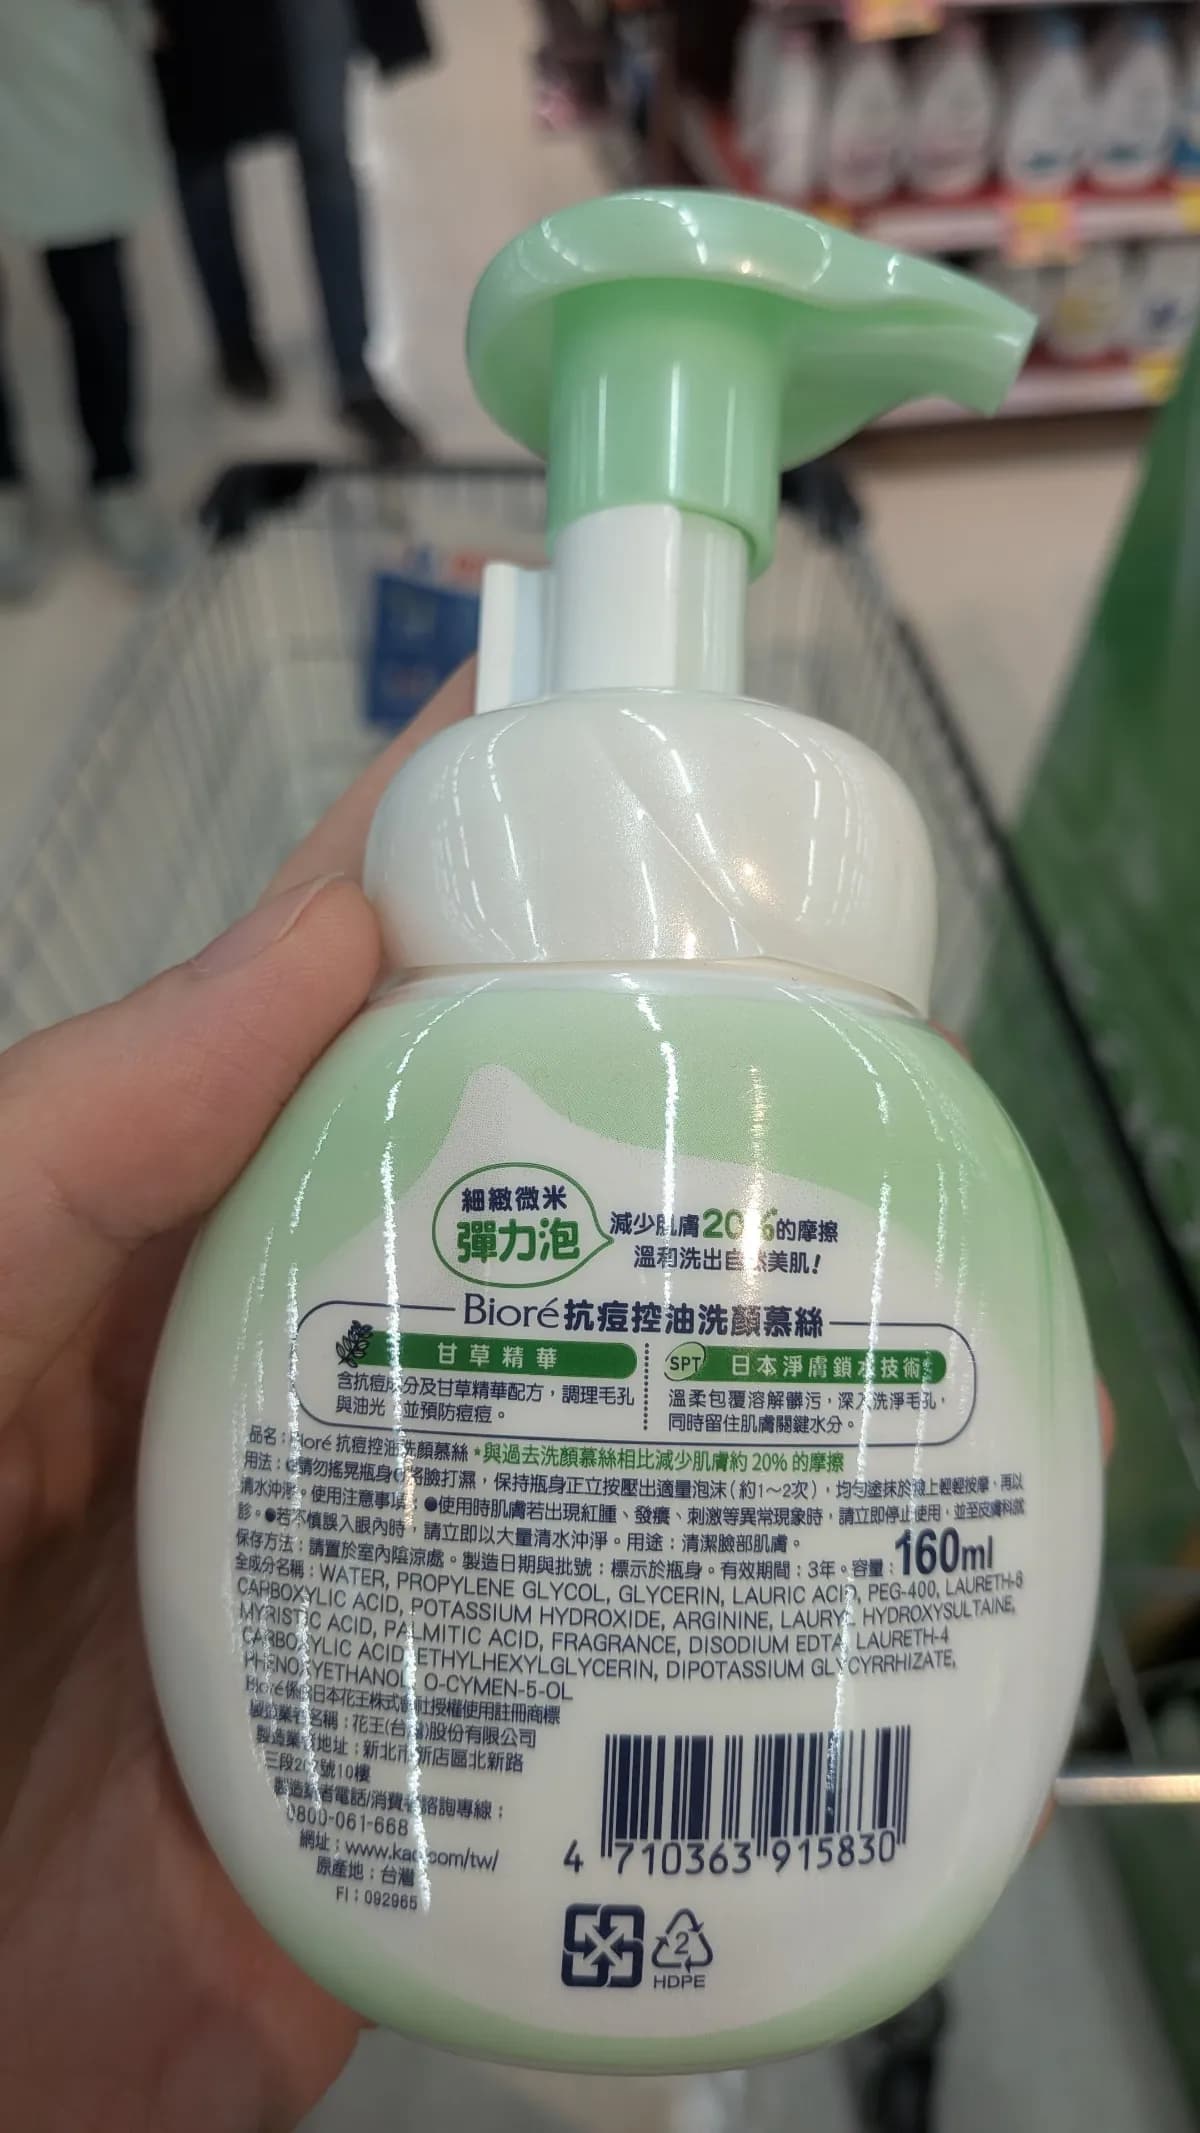 細緻微米
彈力泡
減少肌膚20%的摩擦
溫和洗出自然美肌!
Bioré抗痘控油洗顏慕絲
甘草精華
含抗痘成分及甘草精華配方，調理毛孔
與油光，並預防痘痘。
SPT 日本淨膚鎖水技術
溫柔包覆溶解髒污，深入洗淨毛孔，
同時留住肌膚關鍵水分。
品名：Bioré 抗痘控油洗顏慕絲 *與過去洗顏慕絲相比減少肌膚約20%的摩擦
用法：●請勿搖晃瓶身●將臉打濕，保持瓶身正立按壓出適量泡沫(約1～2次)，均勻塗抹於臉上輕輕按摩，再以
清水沖淨。使用注意事項：●使用時肌膚若出現紅腫、發癢、刺激等異常現象時，請立即停止使用，並至皮膚科就
診。●若不慎誤入眼內時，請立即以大量清水沖淨。用途：清潔臉部肌膚。
保存方法：請置於室內陰涼處。製造日期與批號：標示於瓶身。有效期間：3年。容量：160ml
全成分名稱：WATER, PROPYLENE GLYCOL, GLYCERIN, LAURIC ACID, PEG-400, LAURETH-8
CARBOXYLIC ACID, POTASSIUM HYDROXIDE, ARGININE, LAURYL HYDROXYSULTAINE,
MYRISTIC ACID, PALMITIC ACID, FRAGRANCE, DISODIUM EDTA, LAURETH-4
CARBOXYLIC ACID, ETHYLHEXYLGLYCERIN, DIPOTASSIUM GLYCYRRHIZATE,
PHENOXYETHANOL, O-CYMEN-5-OL
Bioré係由日本花王株式會社授權使用註冊商標
製造業者名稱：花王(台灣)股份有限公司
製造業者地址：新北市新店區北新路
三段20號10樓
製造業者電話/消費者諮詢專線：
0800-061-668
網址：www.kao.com/tw/
原產地：台灣
FI：092965
4 710363 915830
2
HDPE